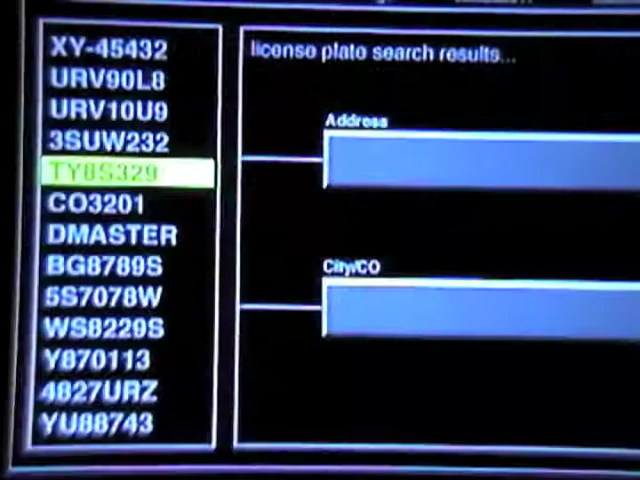 XY-45432
URV90L8
URV10U9
3SUW232
TY8S329
CO3201
DMASTER
BG8789S
5S7078W
WS8229S
Y870113
4827URZ
YU88743
license plate search results...
Address
City/CO